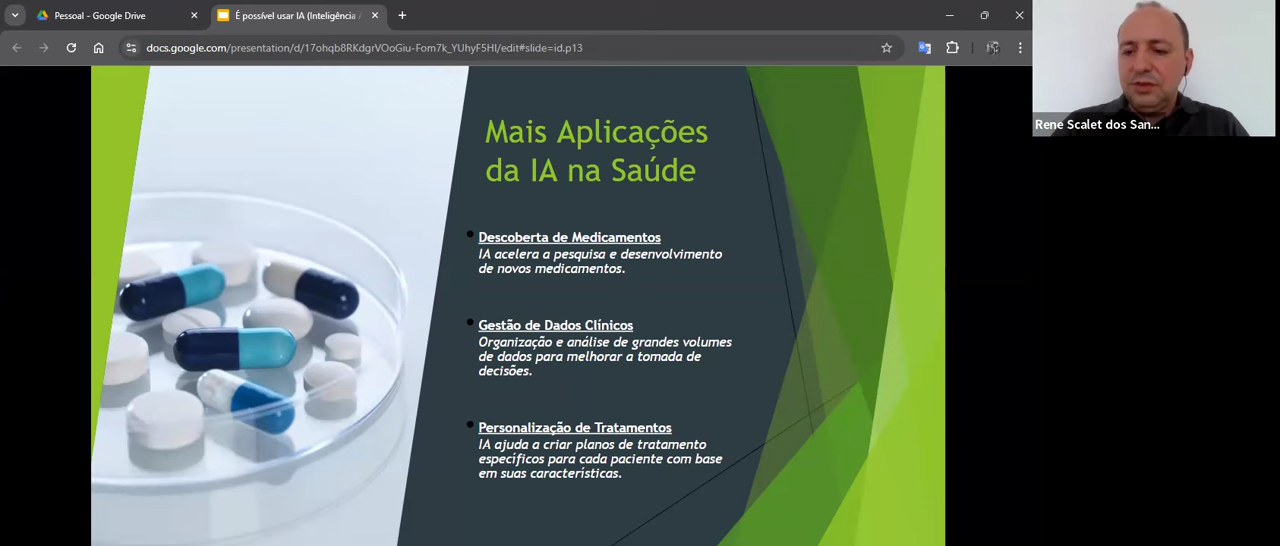 Pessoal - Google Drive
É possível usar IA (Inteligência A
docs.google.com/presentation/d/17ohqb8RKdgrVOoGiu-Fom7k_YUhyF5HI/edit#slide=id.p13
Rene Scalet dos San...
Mais Aplicações
da IA na Saúde
Descoberta de Medicamentos
IA acelera a pesquisa e desenvolvimento
de novos medicamentos.
Gestão de Dados Clínicos
Organização e análise de grandes volumes
de dados para melhorar a tomada de
decisões.
Personalização de Tratamentos
IA ajuda a criar planos de tratamento
específicos para cada paciente com base
em suas características.